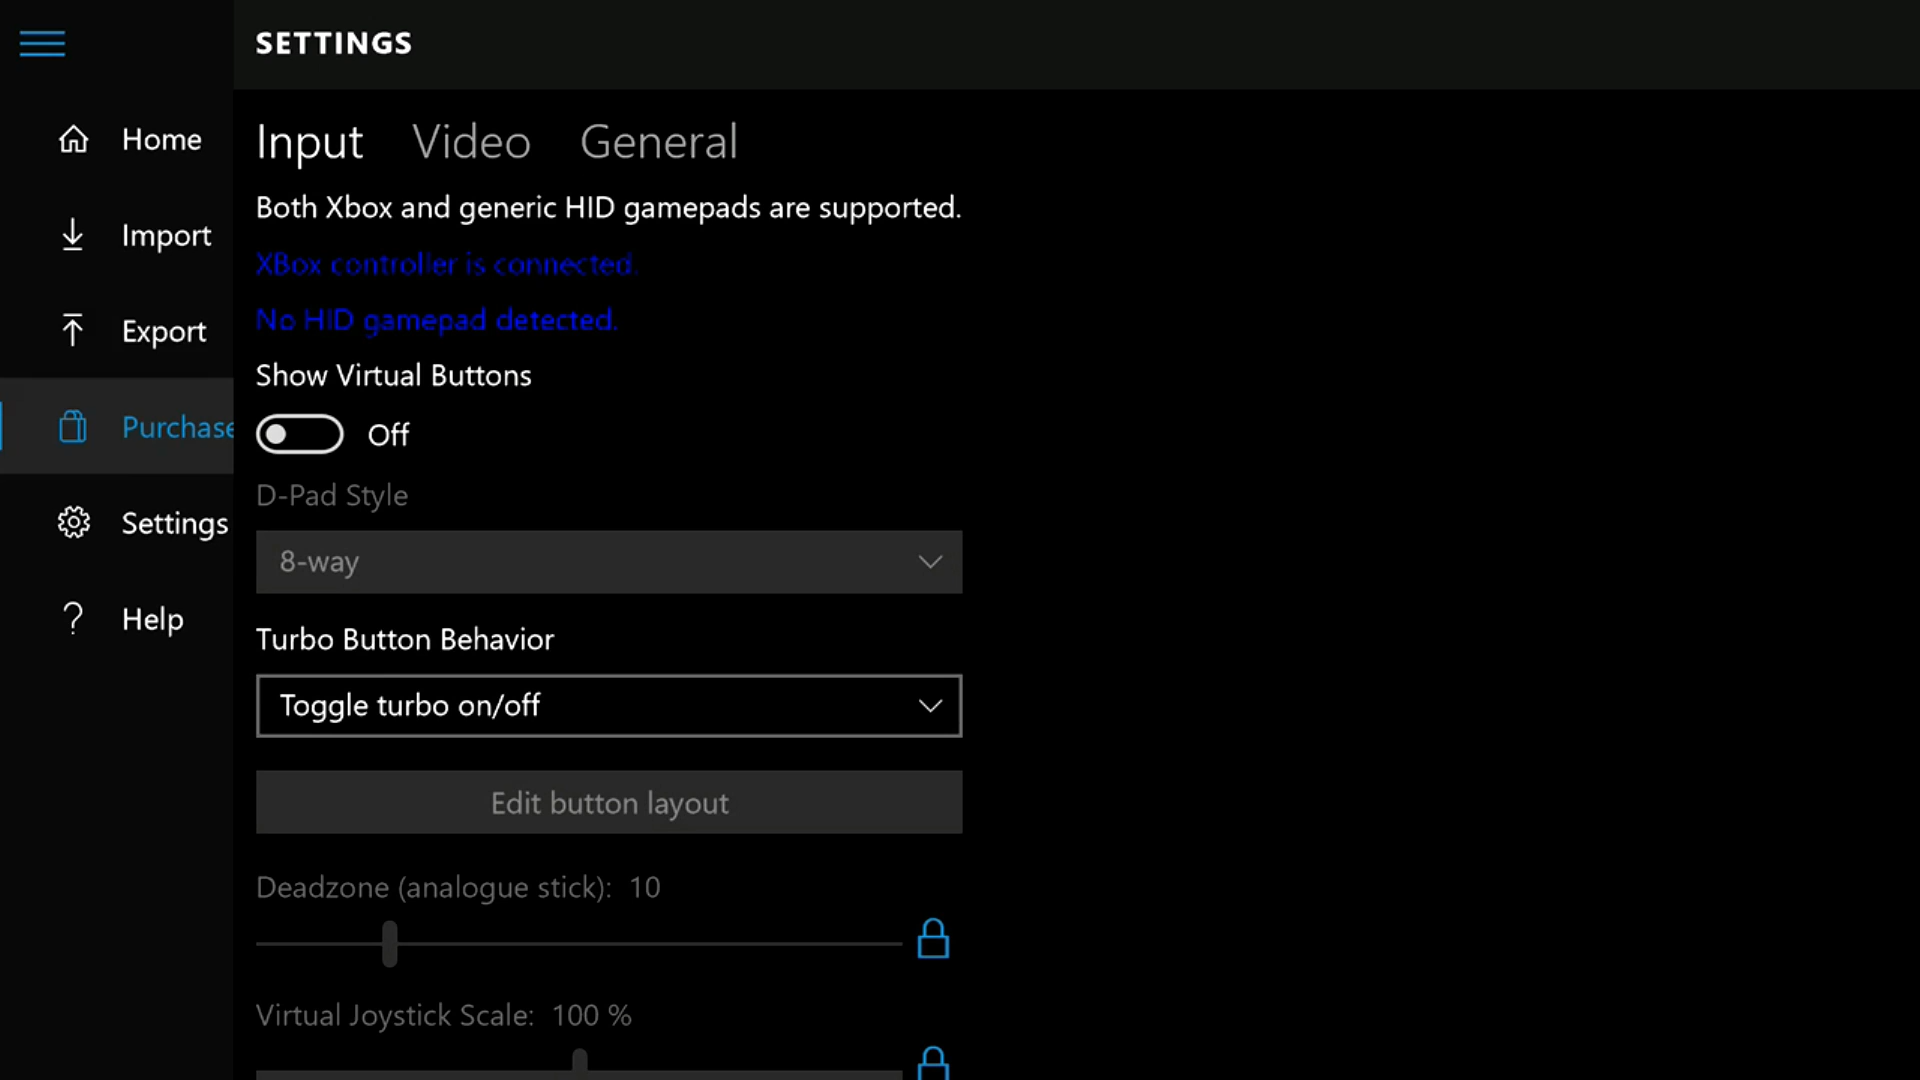 SETTINGS
Home
Import
Export
Purchase
Settings
Help
Input Video General
Both Xbox and generic HID gamepads are supported.
XBox controller is connected.
No HID gamepad detected.
Show Virtual Buttons
Off
D-Pad Style
8-way
Turbo Button Behavior
Toggle turbo on/off
Edit button layout
Deadzone (analogue stick): 10
Virtual Joystick Scale: 100 %